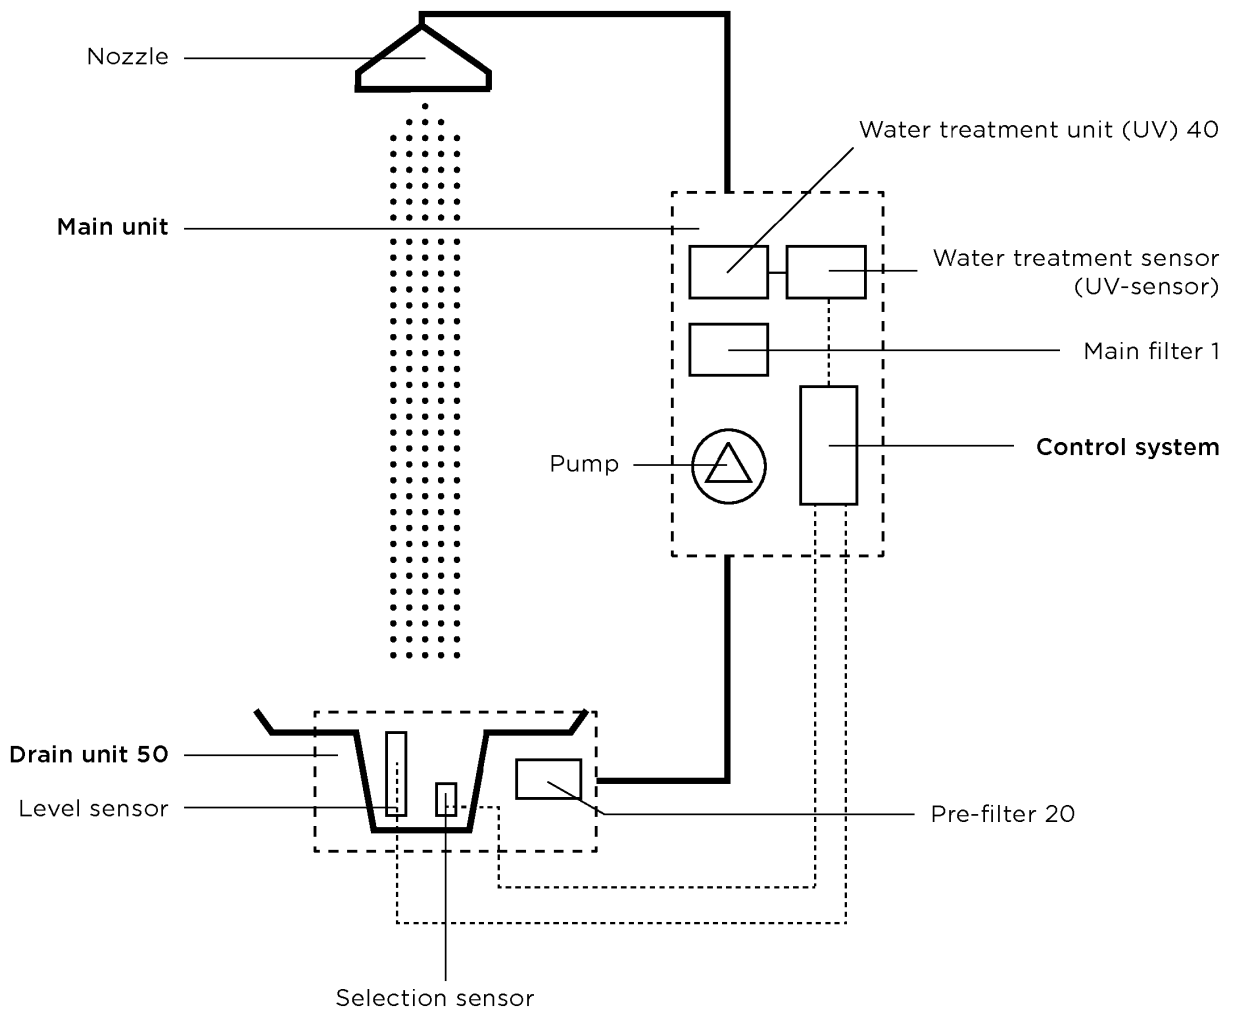 Nozzle
Water treatment unit (UV) 40
Main unit
Water treatment sensor
(UV-sensor)
Main filter 1
Control system
Pump
Drain unit 50
Level sensor
Pre-filter 20
Selection sensor